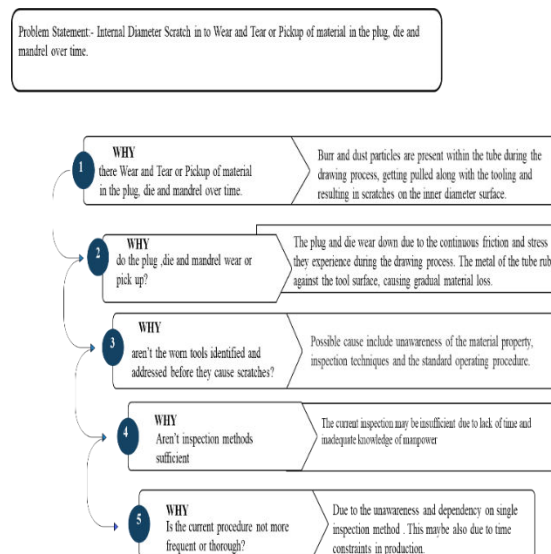 Problem Statement:- Internal Diameter Scratch in to Wear and Tear or Pickup of material in the plug, die and
mandrel over time.
1
WHY
there Wear and Tear or Pickup of material
in the plug, die and mandrel over time.
Burr and dust particles are present within the tube during the
drawing process, getting pulled along with the tooling and
resulting in scratches on the inner diameter surface.
2
WHY
do the plug ,die and mandrel wear or
pick up?
The plug and die wear down due to the continuous friction and stress
they experience during the drawing process. The metal of the tube rub
against the tool surface, causing gradual material loss.
3
WHY
aren't the worn tools identified and
addressed before they cause scratches?
Possible cause include unawareness of the material property,
inspection techniques and the standard operating procedure.
4
WHY
Aren't inspection methods
sufficient
The current inspection may be insufficient due to lack of time and
inadequate knowledge of manpower
5
WHY
Is the current procedure not more
frequent or thorough?
Due to the unawareness and dependency on single
inspection method . This maybe also due to time
constraints in production.